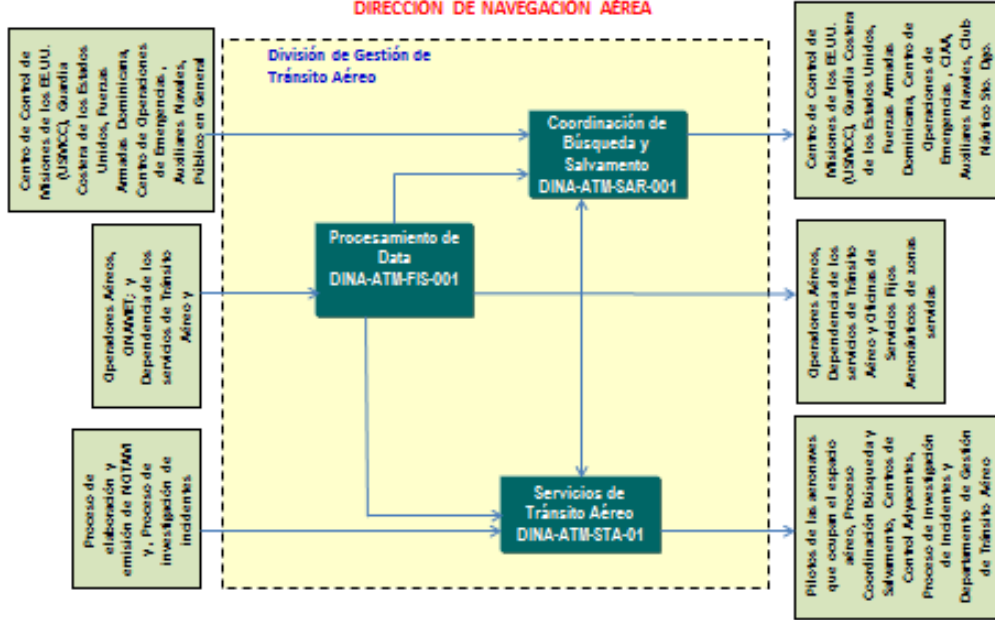 DIRECCIÓN DE NAVEGACIÓN AÉREA
Centro de Control de
Misiones de los EE.UU.
(USMCC), Guardia
Costera de los Estados
Unidos, Fuerzas
Armadas Dominicana,
Centro de Operaciones
de Emergencias,
Auxiliares Navales,
Público en General
Operadores Aéreos,
ONAMET; y
Dependencia de los
servicios de Tránsito
Aéreo y
Proceso de
elaboración y
emisión de NOTAM
y, Proceso de
investigación de
incidentes
División de Gestión de
Tránsito Aéreo
Coordinación de
Búsqueda y
Salvamento
DINA-ATM-SAR-001
Procesamiento de
Data
DINA-ATM-FIS-001
Servicios de
Tránsito Aéreo
DINA-ATM-STA-01
Centro de Control de
Misiones de los EE.UU.
(USMCC), Guardia Costera
de los Estados Unidos,
Fuerzas Armadas
Dominicana, Centro de
Operaciones de
Emergencias, CIAA,
Auxiliares Navales, Club
Náutico Sto. Dgo.
Operadores Aéreos,
Dependencia de los
servicios de Tránsito
Aéreo y Oficinas de
Servicios Fijos
Aeronáuticos de zonas
servidas.
Pilotos de las aeronaves
que ocupan el espacio
aéreo, Proceso
Coordinación Búsqueda y
Salvamento, Centros de
Control Adyacentes,
Proceso de Investigación
de Incidentes y
Departamento de Gestión
de Tránsito Aéreo